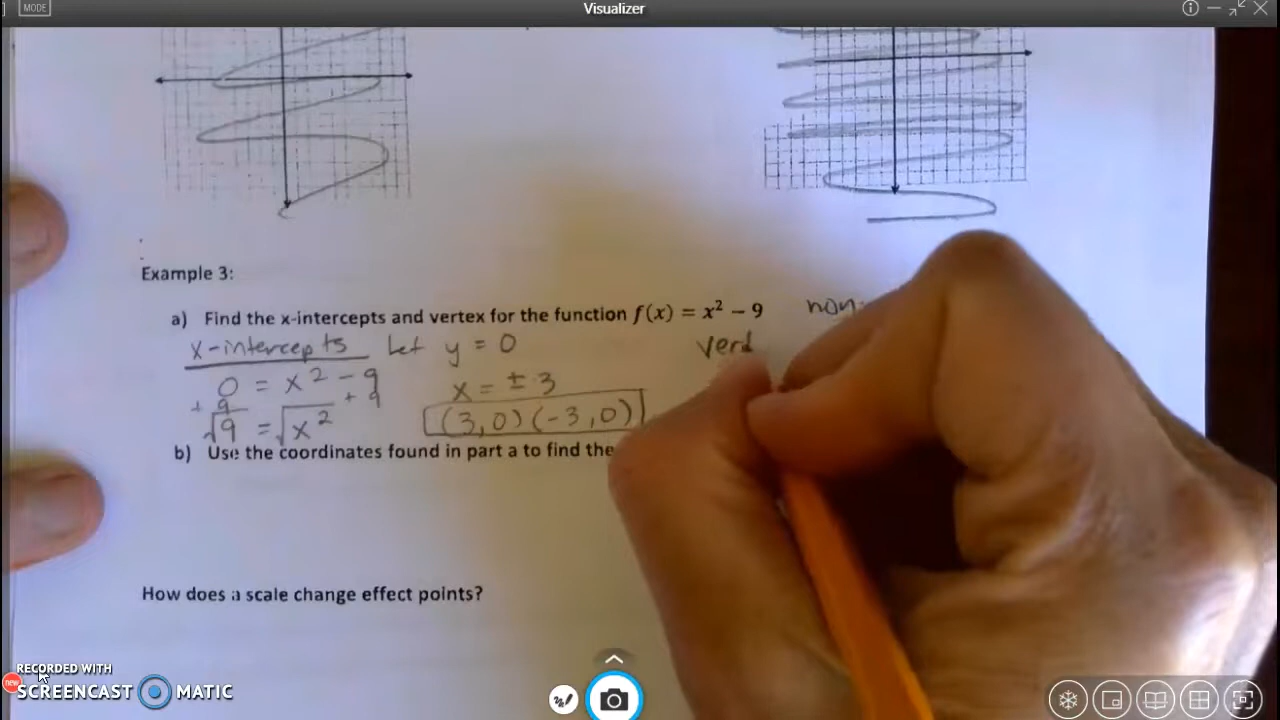 MODE
Visualizer
Example 3:
a) Find the x-intercepts and vertex for the function f(x) = x² − 9
x-intercepts let y = 0
0 = x² - 9
+9 +9
√9 = √x²
x = ± 3
(3,0) (-3,0)
b) Use the coordinates found in part a to find the
How does a scale change effect points?
RECORDED WITH
new
SCREENCAST MATIC